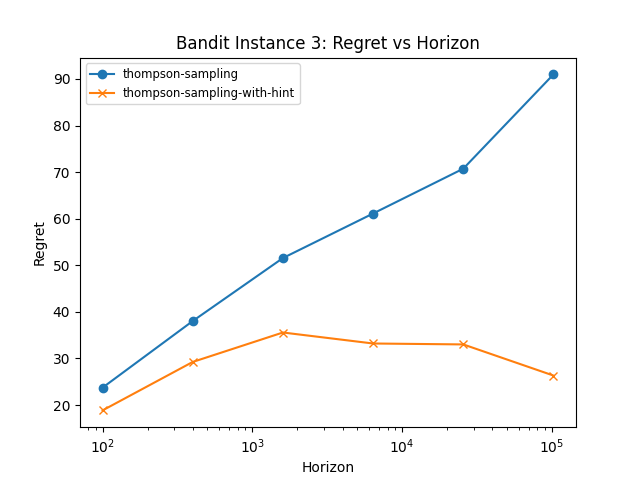 Bandit Instance 3: Regret vs Horizon
thompson-sampling
thompson-sampling-with-hint
90
80
70
60
50
40
30
20
Regret
10²
10³
10⁴
10⁵
Horizon